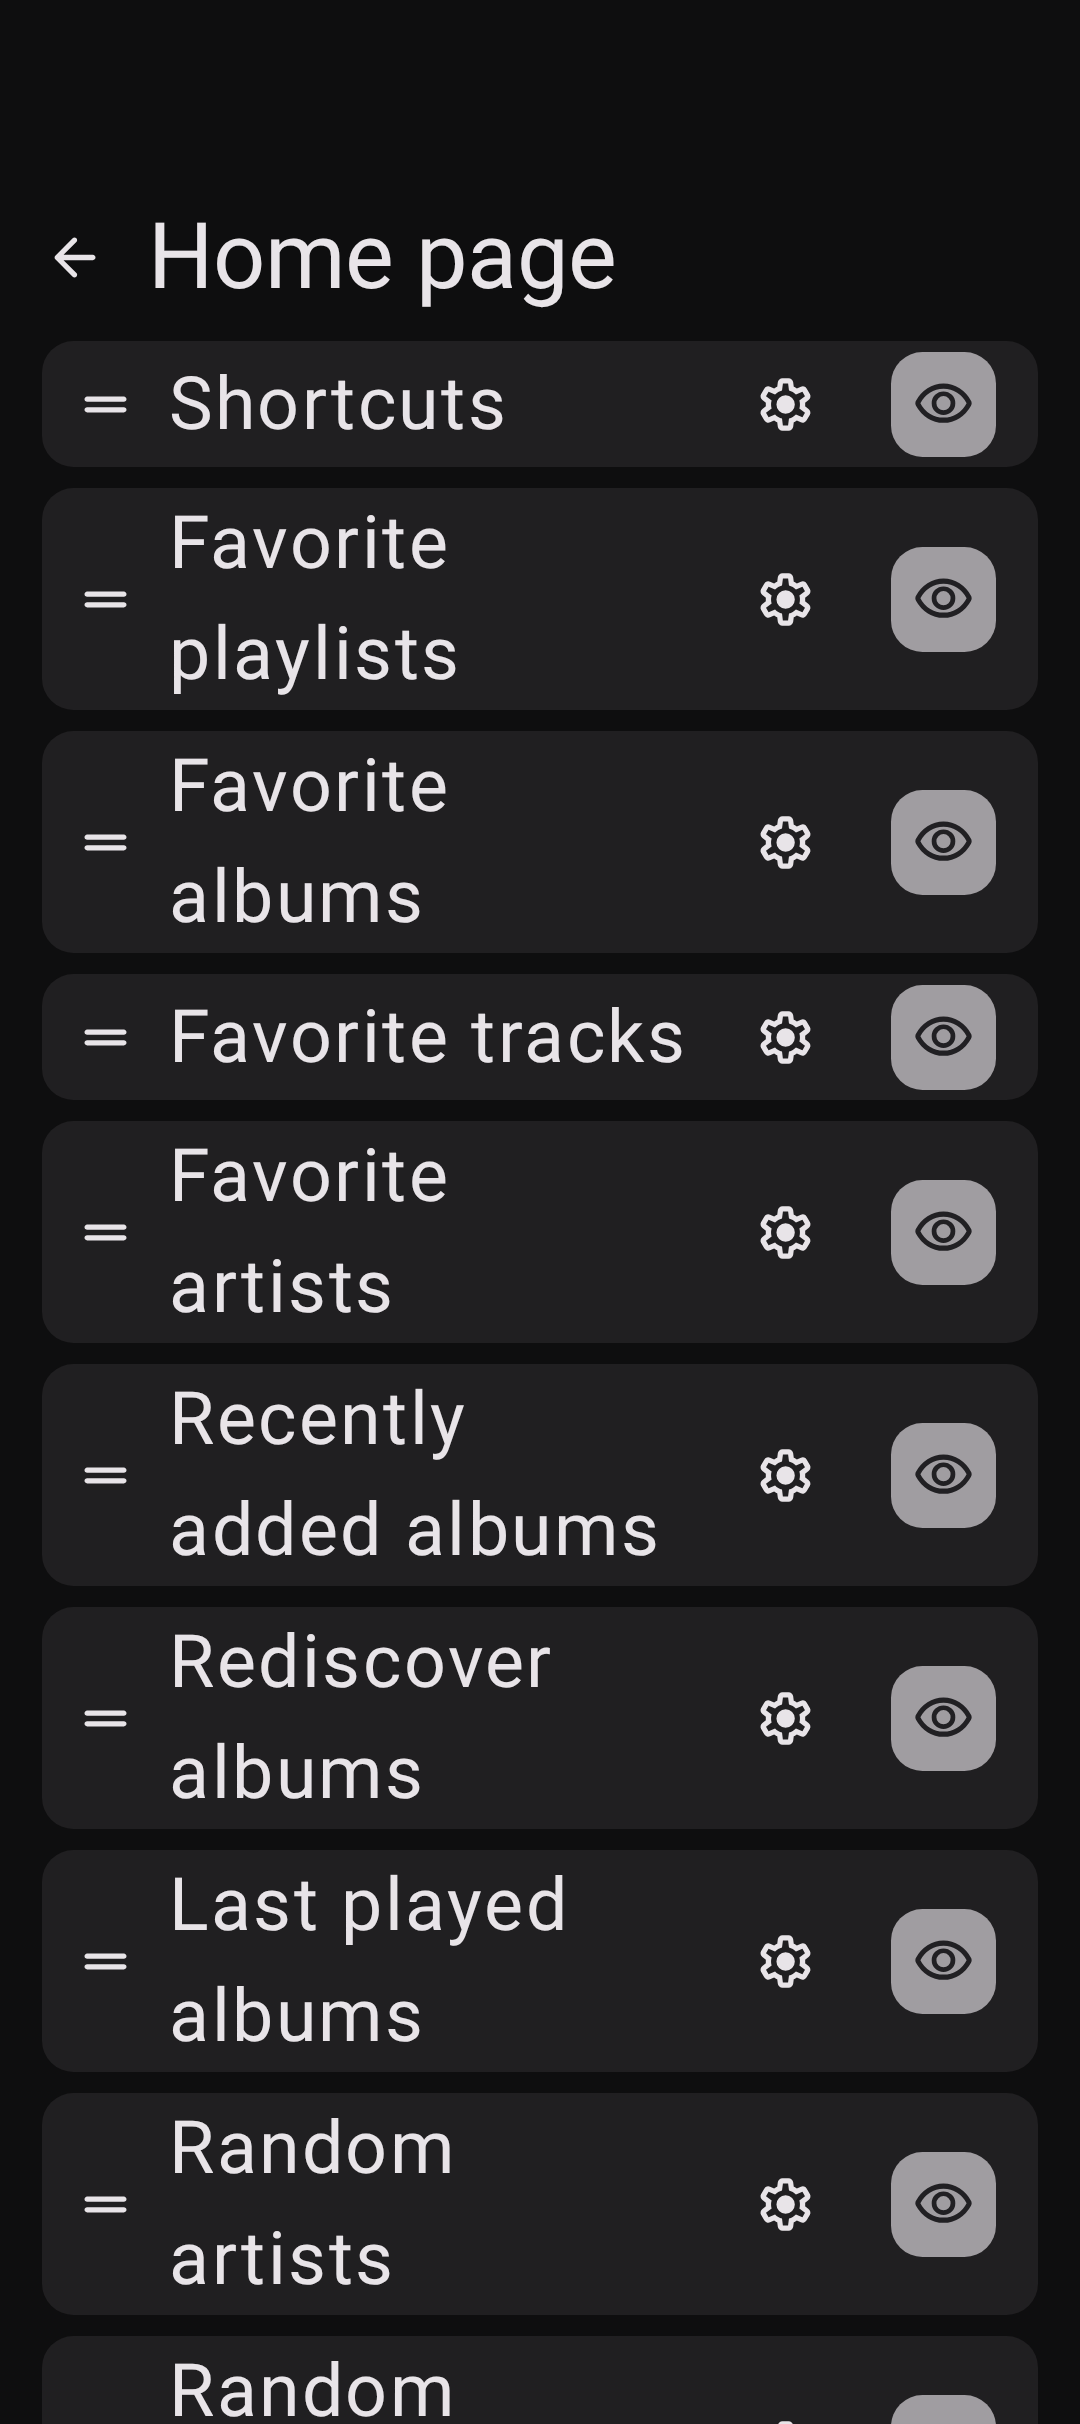 Home page
Shortcuts
Favorite
playlists
Favorite
albums
Favorite tracks
Favorite
artists
Recently
added albums
Rediscover
albums
Last played
albums
Random
artists
Random